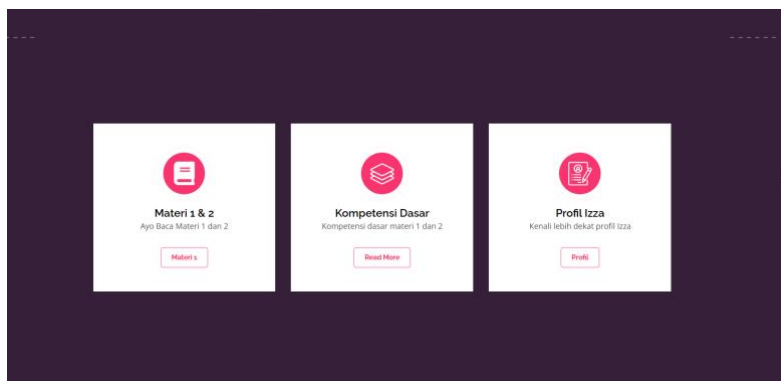 Materi 1 & 2
Ayo Baca Materi 1 dan 2
Materi 1
Kompetensi Dasar
Kompetensi dasar materi 1 dan 2
Read More
Profil Izza
Kenali lebih dekat profil Izza
Profil